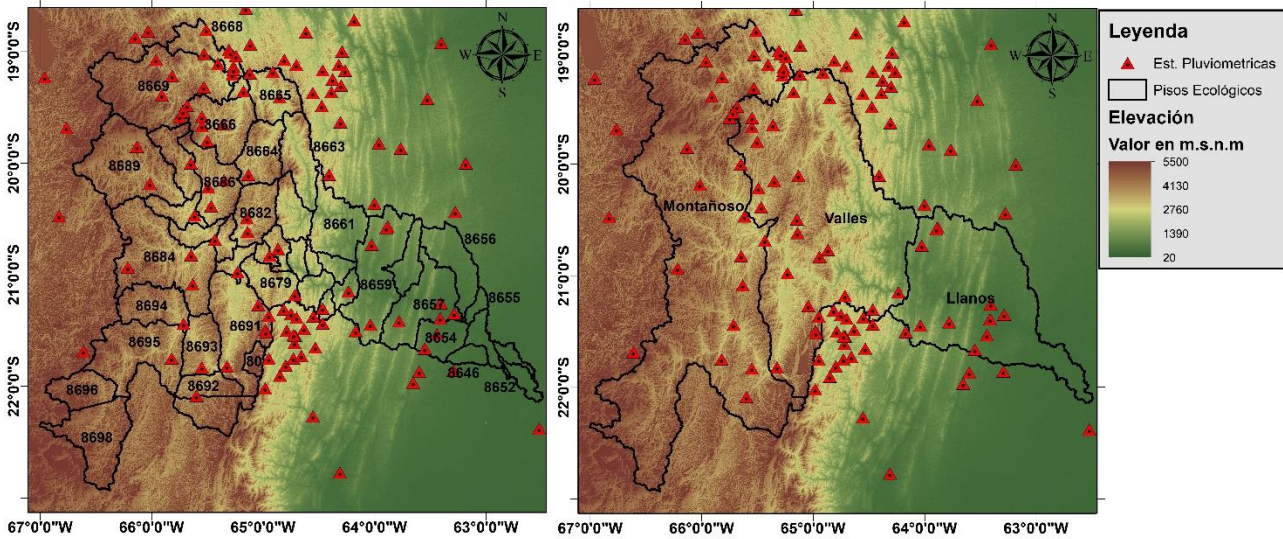 19°0'0"S
20°0'0"S
21°0'0"S
22°0'0"S
67°0'0"W 66°0'0"W 65°0'0"W 64°0'0"W 63°0'0"W
N
W E
S
8668
8669
8665
8666
8664
8663
8689
8686
8682
8661
8656
8684
8679
8659
8655
8694
8657
8691
8654
8695
8693
80
8646
8696
8692
8652
8698
19°0'0"S
20°0'0"S
21°0'0"S
22°0'0"S
66°0'0"W 65°0'0"W 64°0'0"W 63°0'0"W
N
W E
S
Montañoso
Valles
Llanos
Leyenda
Est. Pluviometricas
Pisos Ecológicos
Elevación
Valor en m.s.n.m
5500
4130
2760
1390
20